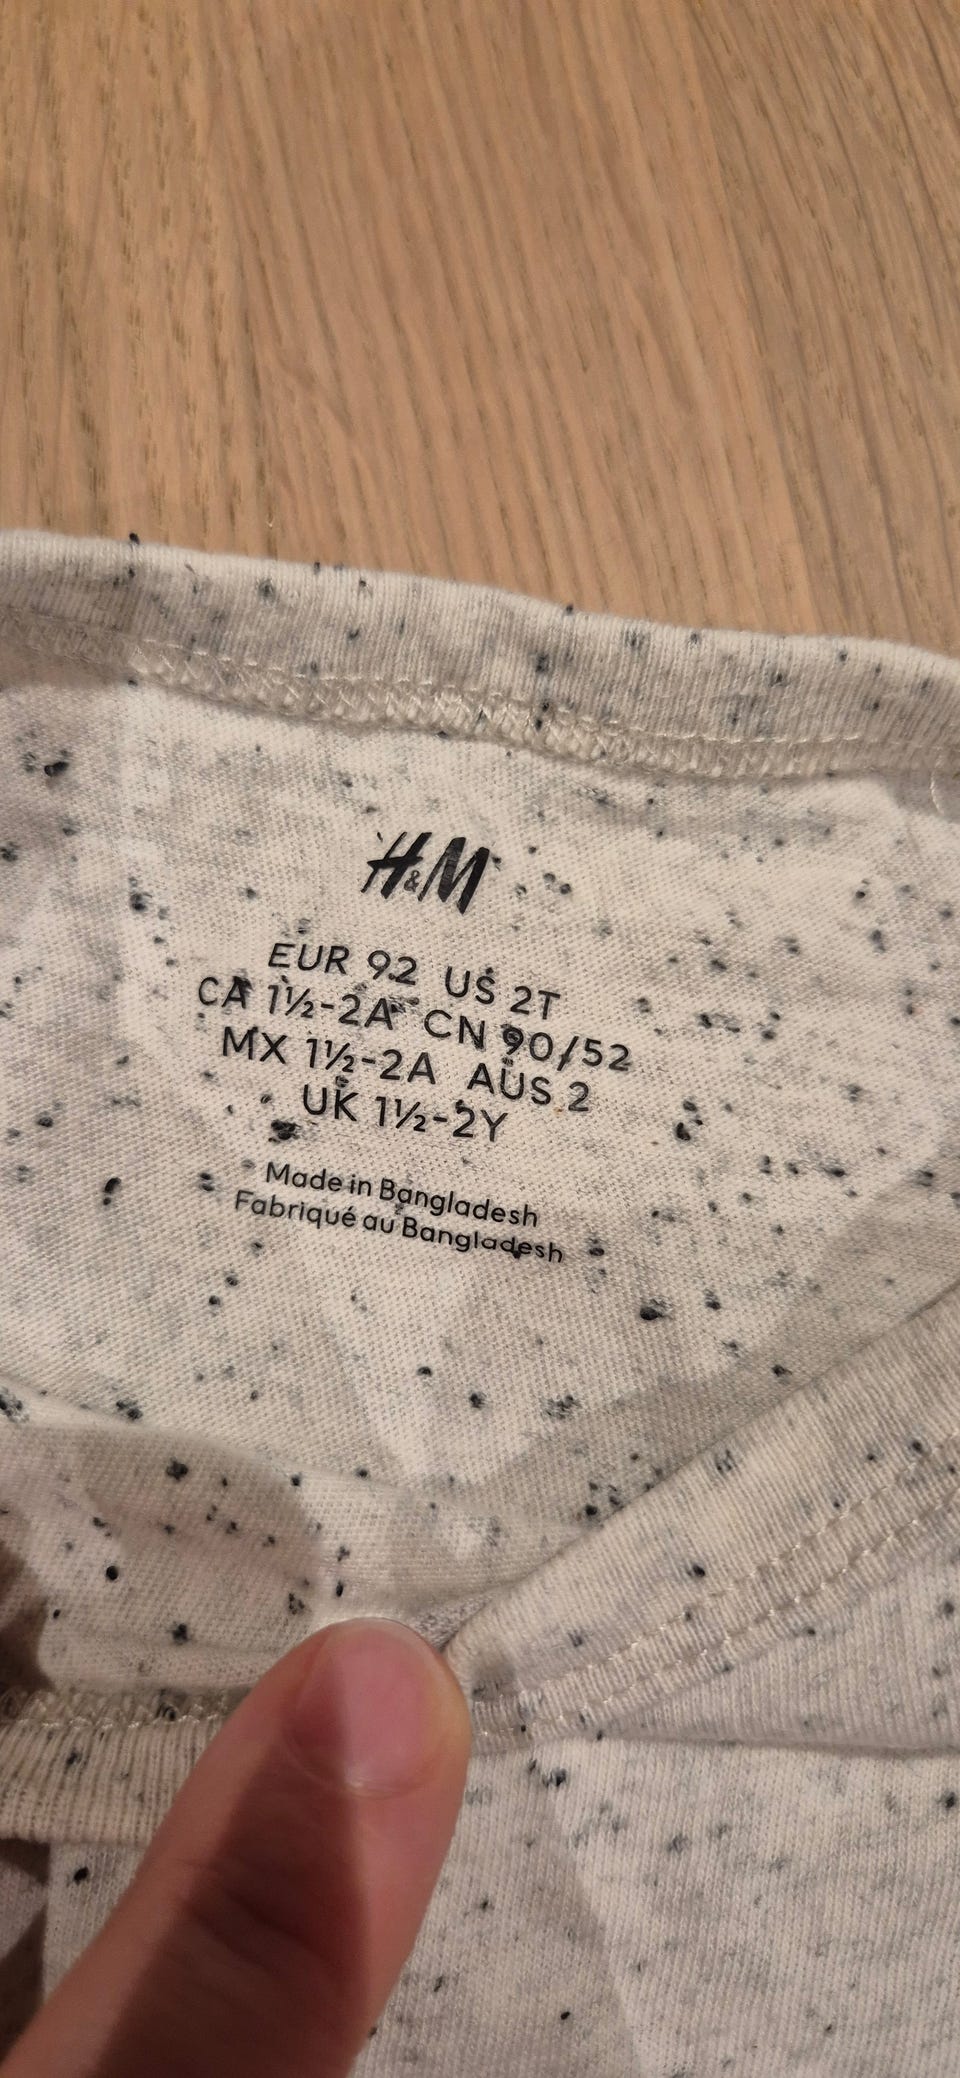 H&M
EUR 92 US 2T
CA 1½-2A CN 90/52
MX 1½-2A AUS 2
UK 1½-2Y
Made in Bangladesh
Fabriqué au Bangladesh